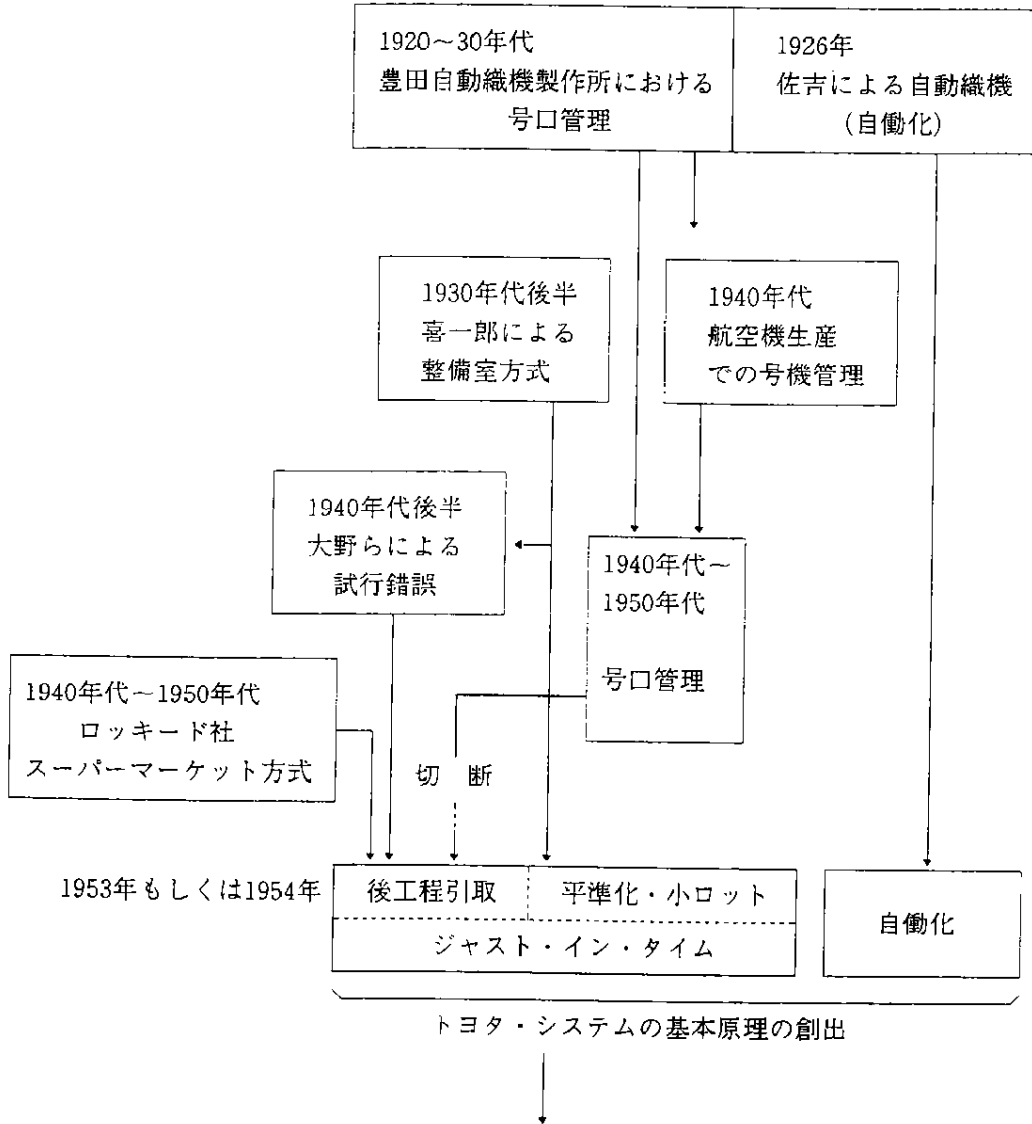 1920～30年代
豊田自動織機製作所における
号口管理
1926年
佐吉による自動織機
(自働化)
1930年代後半
喜一郎による
整備室方式
1940年代
航空機生産
での号機管理
1940年代後半
大野らによる
試行錯誤
1940年代～
1950年代
号口管理
1940年代～1950年代
ロッキード社
スーパーマーケット方式
切 断
1953年もしくは1954年
後工程引取
平準化・小ロット
ジャスト・イン・タイム
自働化
トヨタ・システムの基本原理の創出